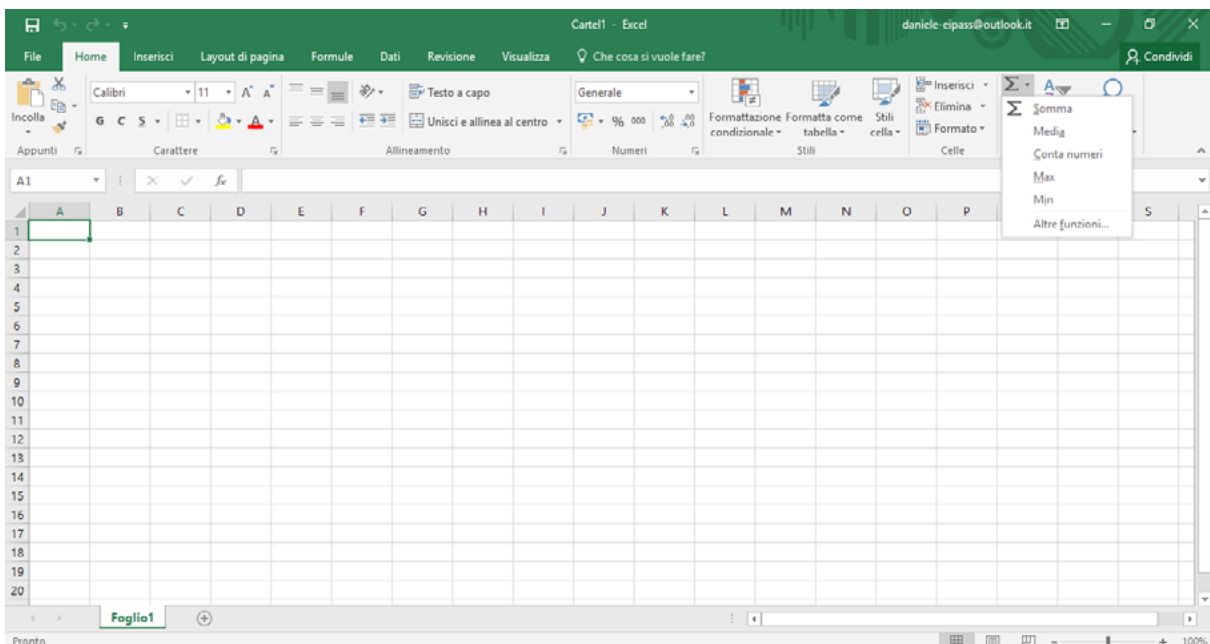 Cartel1 - Excel
daniele-eipass@outlook.it
File Home Inserisci Layout di pagina Formule Dati Revisione Visualizza Che cosa si vuole fare? Condividi
Incolla
Calibri 11
G C S
A
Testo a capo
Unisci e allinea al centro
Generale
% 000
Formattazione condizionale
Formatta come tabella
Stili cella
Inserisci
Elimina
Formato
Appunti Carattere Allineamento Numeri Stili Celle
Σ Somma
Media
Conta numeri
Max
Min
Altre funzioni...
A1 fx
A B C D E F G H I J K L M N O P S
1
2
3
4
5
6
7
8
9
10
11
12
13
14
15
16
17
18
19
20
Foglio1
Pronto 100%